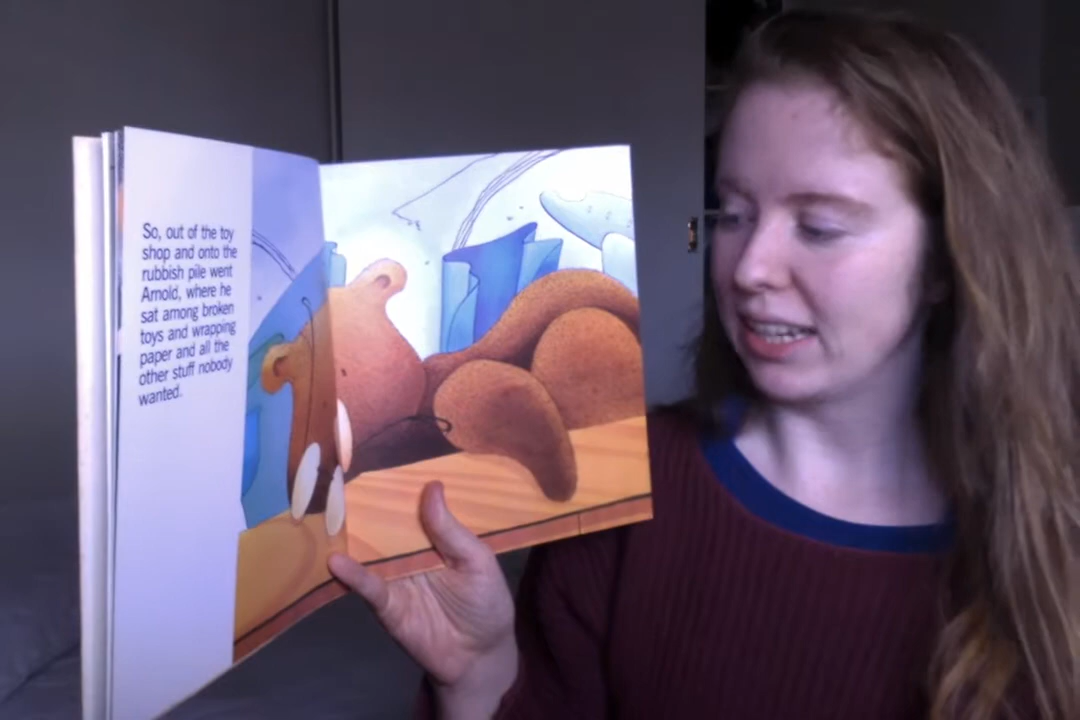 So, out of the toy
shop and onto the
rubbish pile went
Arnold, where he
sat among broken
toys and wrapping
paper and all the
other stuff nobody
wanted.